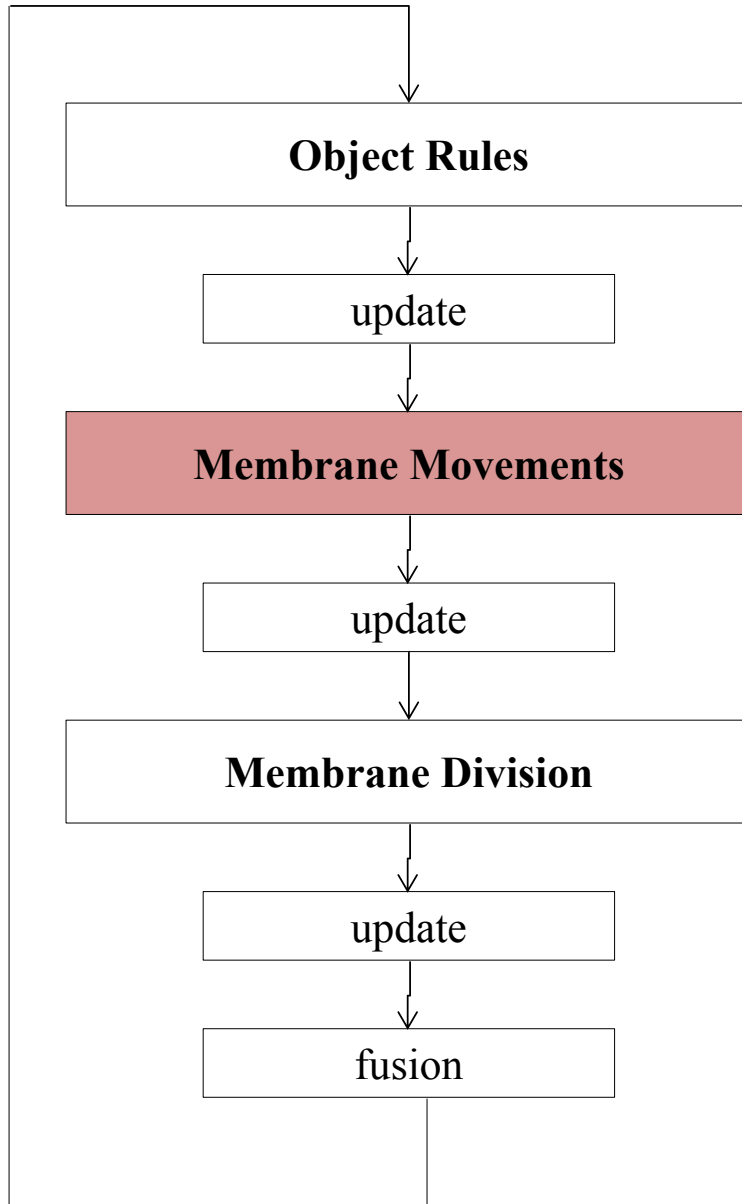 Object Rules
update
Membrane Movements
update
Membrane Division
update
fusion